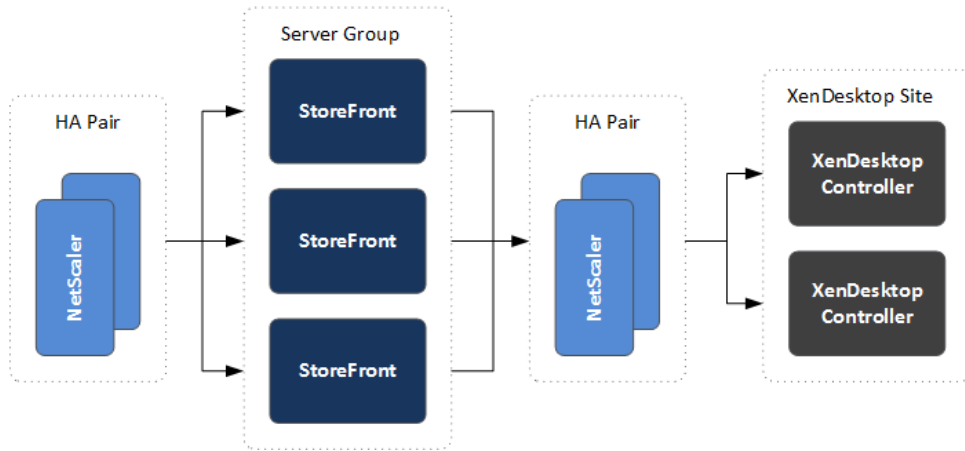 HA Pair
NetScaler
Server Group
StoreFront
StoreFront
StoreFront
HA Pair
NetScaler
XenDesktop Site
XenDesktop
Controller
XenDesktop
Controller